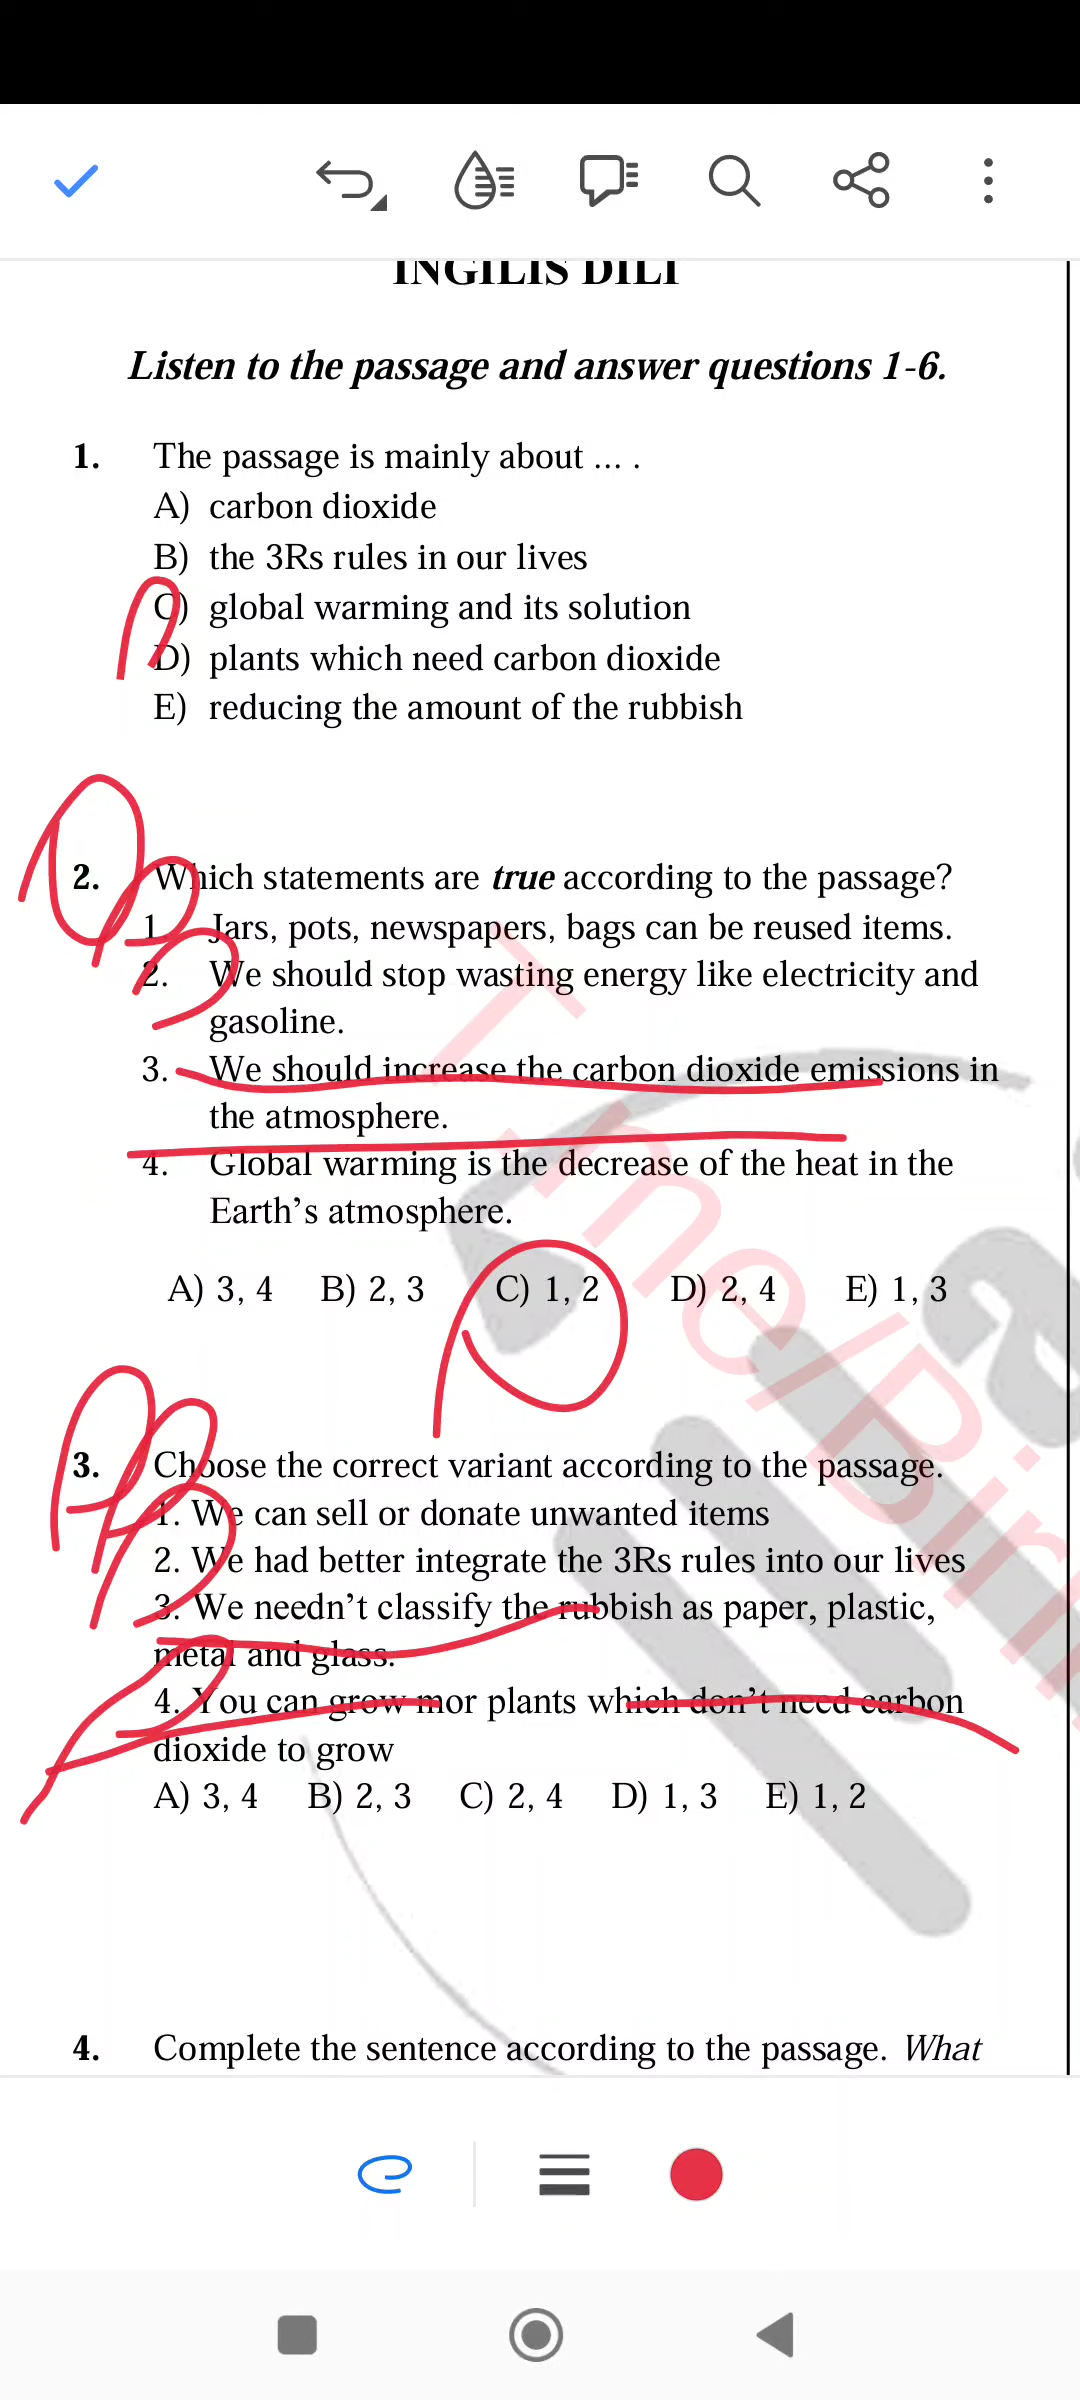 INGILIS DILI
Listen to the passage and answer questions 1-6.
1. The passage is mainly about ... .
A) carbon dioxide
B) the 3Rs rules in our lives
C) global warming and its solution
D) plants which need carbon dioxide
E) reducing the amount of the rubbish
2. Which statements are true according to the passage?
1. Jars, pots, newspapers, bags can be reused items.
2. We should stop wasting energy like electricity and
gasoline.
3. We should increase the carbon dioxide emissions in
the atmosphere.
4. Global warming is the decrease of the heat in the
Earth's atmosphere.
A) 3, 4 B) 2, 3 C) 1, 2 D) 2, 4 E) 1, 3
3. Choose the correct variant according to the passage.
1. We can sell or donate unwanted items
2. We had better integrate the 3Rs rules into our lives
3. We needn't classify the rubbish as paper, plastic,
metal and glass.
4. You can grow mor plants which don't need carbon
dioxide to grow
A) 3, 4 B) 2, 3 C) 2, 4 D) 1, 3 E) 1, 2
4. Complete the sentence according to the passage. What